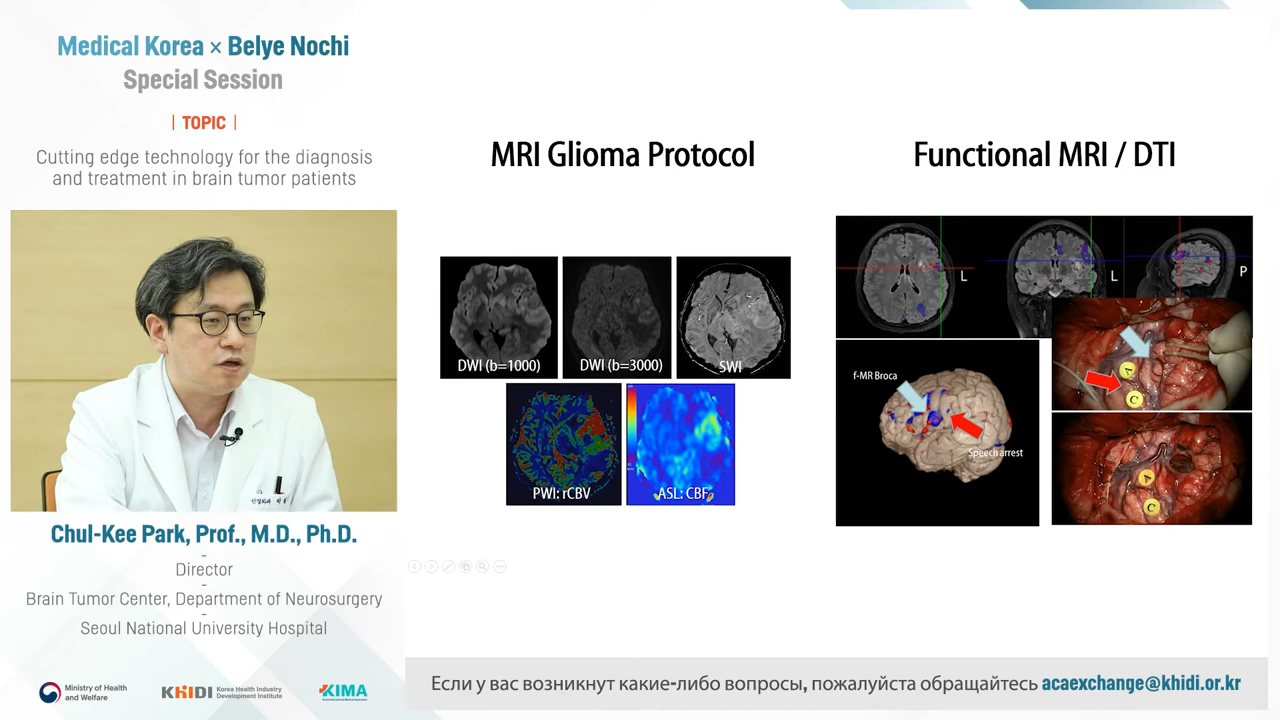 Medical Korea × Belye Nochi
Special Session
| TOPIC |
Cutting edge technology for the diagnosis
and treatment in brain tumor patients
Chul-Kee Park, Prof., M.D., Ph.D.
-
Director
-
Brain Tumor Center, Department of Neurosurgery
-
Seoul National University Hospital
Ministry of Health
and Welfare
KHIDI
Korea Health Industry
Development Institute
KIMA
MRI Glioma Protocol
DWI (b=1000)
DWI (b=3000)
SWI
PWI: rCBV
ASL: CBF
Functional MRI / DTI
L
L
P
f-MR Broca
Speech arrest
A
C
A
C
Если у вас возникнут какие-либо вопросы, пожалуйста обращайтесь acaexchange@khidi.or.kr